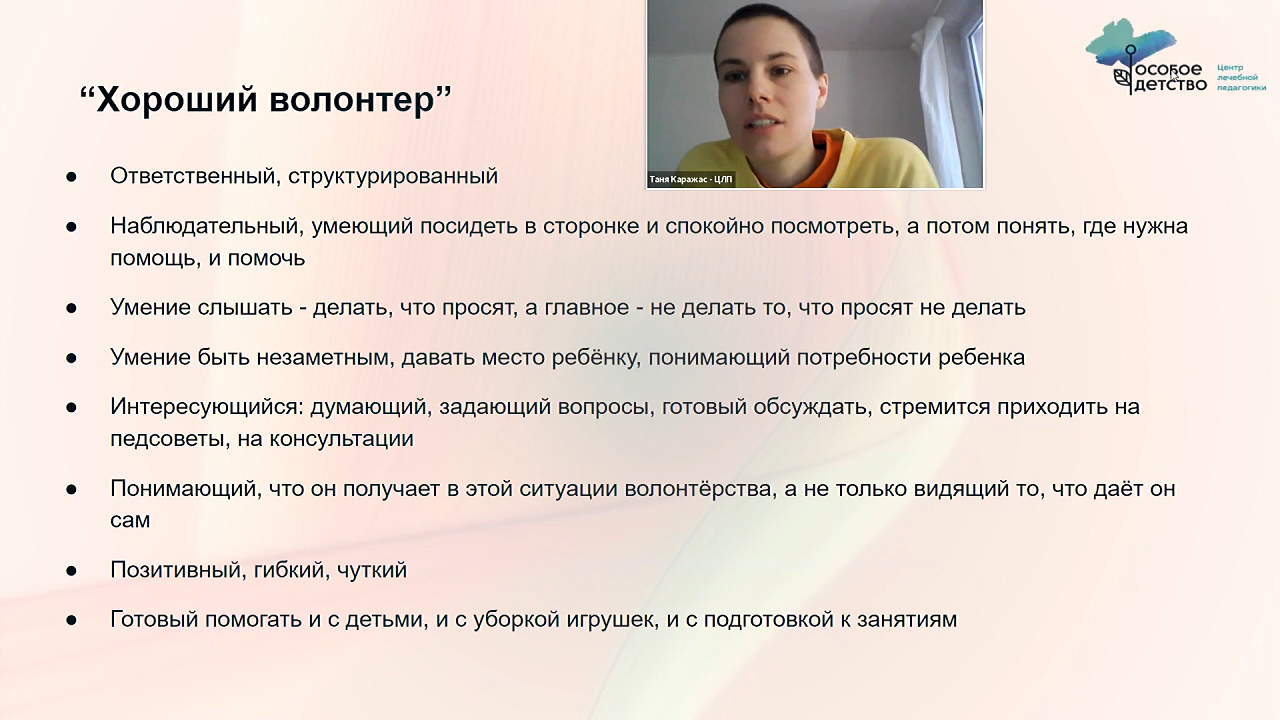 “Хороший волонтер”
Таня Каражас - ЦЛП
особое
детство
Центр
лечебной
педагогики
● Ответственный, структурированный
● Наблюдательный, умеющий посидеть в сторонке и спокойно посмотреть, а потом понять, где нужна
помощь, и помочь
● Умение слышать - делать, что просят, а главное - не делать то, что просят не делать
● Умение быть незаметным, давать место ребёнку, понимающий потребности ребенка
● Интересующийся: думающий, задающий вопросы, готовый обсуждать, стремится приходить на
педсоветы, на консультации
● Понимающий, что он получает в этой ситуации волонтёрства, а не только видящий то, что даёт он
сам
● Позитивный, гибкий, чуткий
● Готовый помогать и с детьми, и с уборкой игрушек, и с подготовкой к занятиям